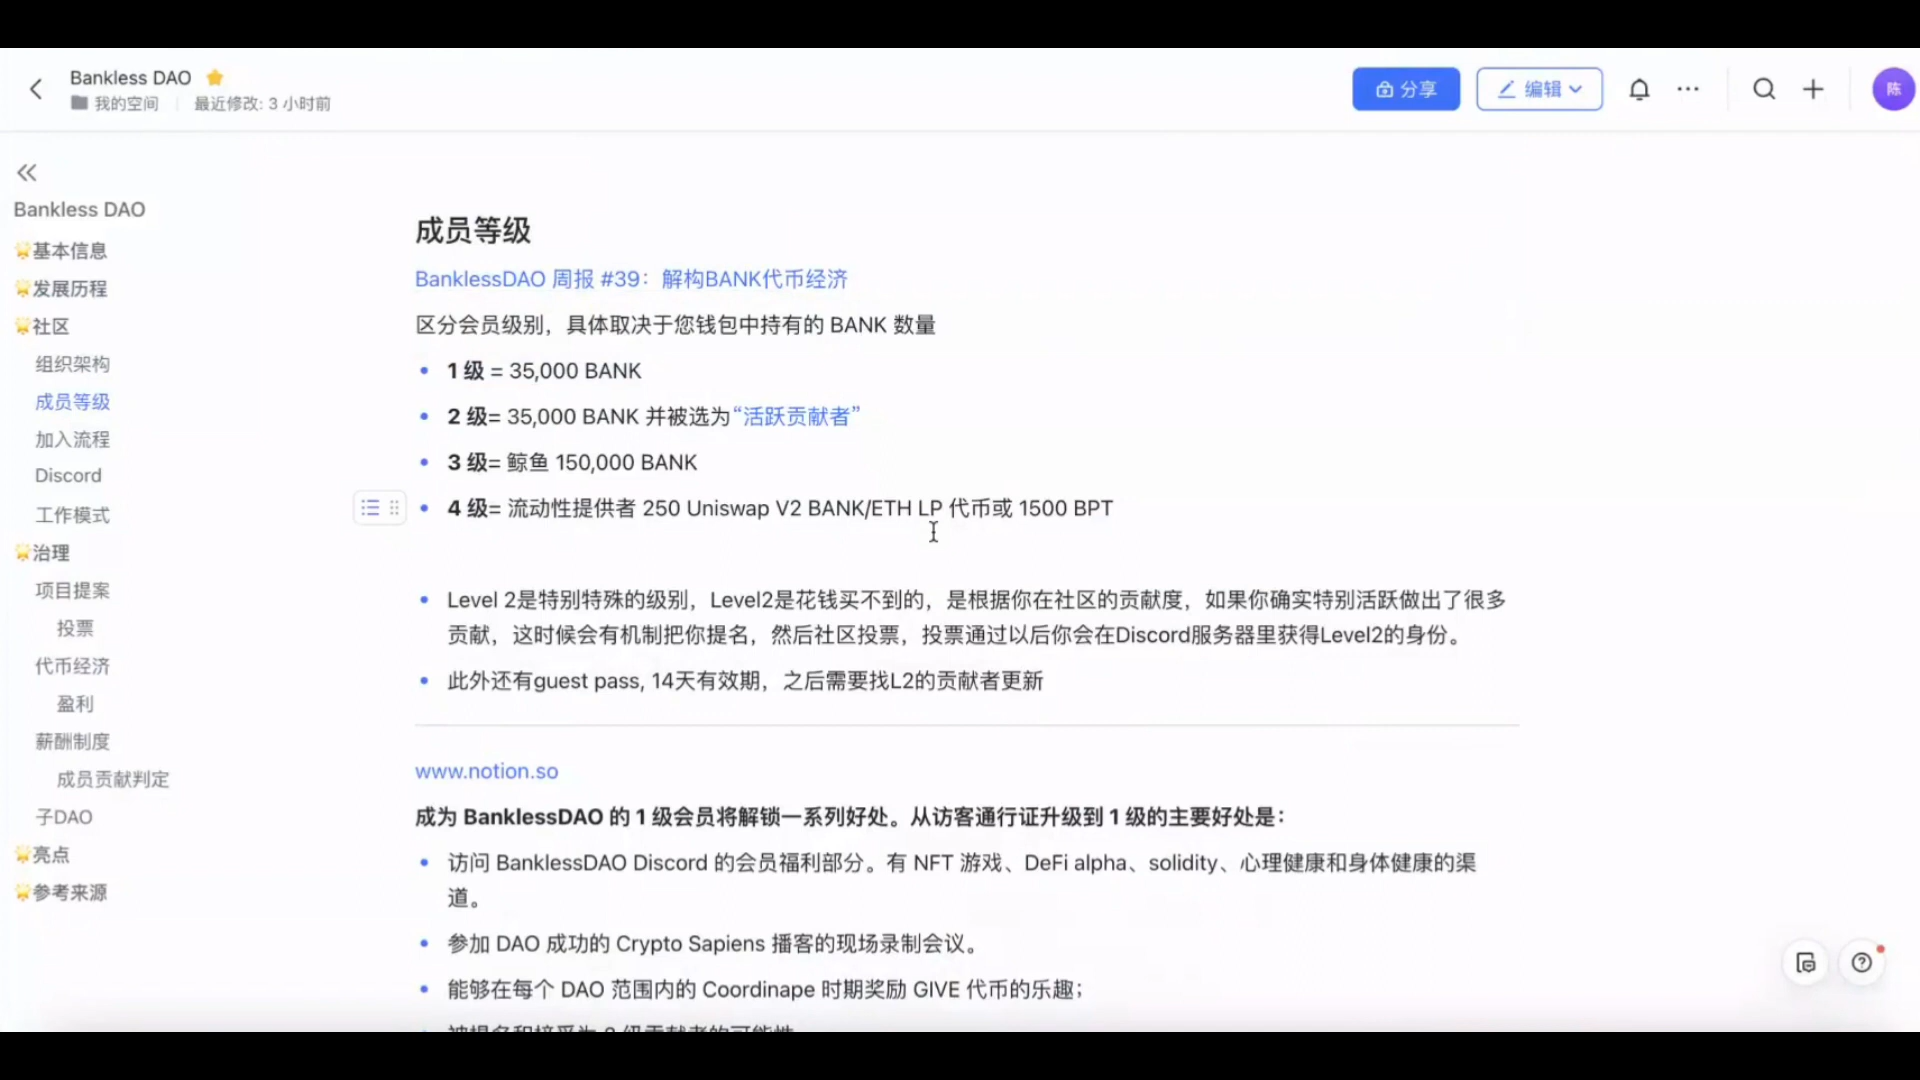 Bankless DAO
我的空间
最近修改: 3 小时前
分享
编辑
陈
Bankless DAO
基本信息
发展历程
社区
组织架构
成员等级
加入流程
Discord
工作模式
治理
项目提案
投票
代币经济
盈利
薪酬制度
成员贡献判定
子DAO
亮点
参考来源
成员等级
BanklessDAO 周报 #39：解构BANK代币经济
区分会员级别，具体取决于您钱包中持有的 BANK 数量
1 级 = 35,000 BANK
2 级= 35,000 BANK 并被选为“活跃贡献者”
3 级= 鲸鱼 150,000 BANK
4 级= 流动性提供者 250 Uniswap V2 BANK/ETH LP 代币或 1500 BPT
Level 2是特别特殊的级别，Level2是花钱买不到的，是根据你在社区的贡献度，如果你确实特别活跃做出了很多
贡献，这时候会有机制把你提名，然后社区投票，投票通过以后你会在Discord服务器里获得Level2的身份。
此外还有guest pass, 14天有效期，之后需要找L2的贡献者更新
www.notion.so
成为 BanklessDAO 的 1 级会员将解锁一系列好处。从访客通行证升级到 1 级的主要好处是：
访问 BanklessDAO Discord 的会员福利部分。有 NFT 游戏、DeFi alpha、solidity、心理健康和身体健康的渠
道。
参加 DAO 成功的 Crypto Sapiens 播客的现场录制会议。
能够在每个 DAO 范围内的 Coordinape 时期奖励 GIVE 代币的乐趣；
被提名和接受为 2 级贡献者的可能性